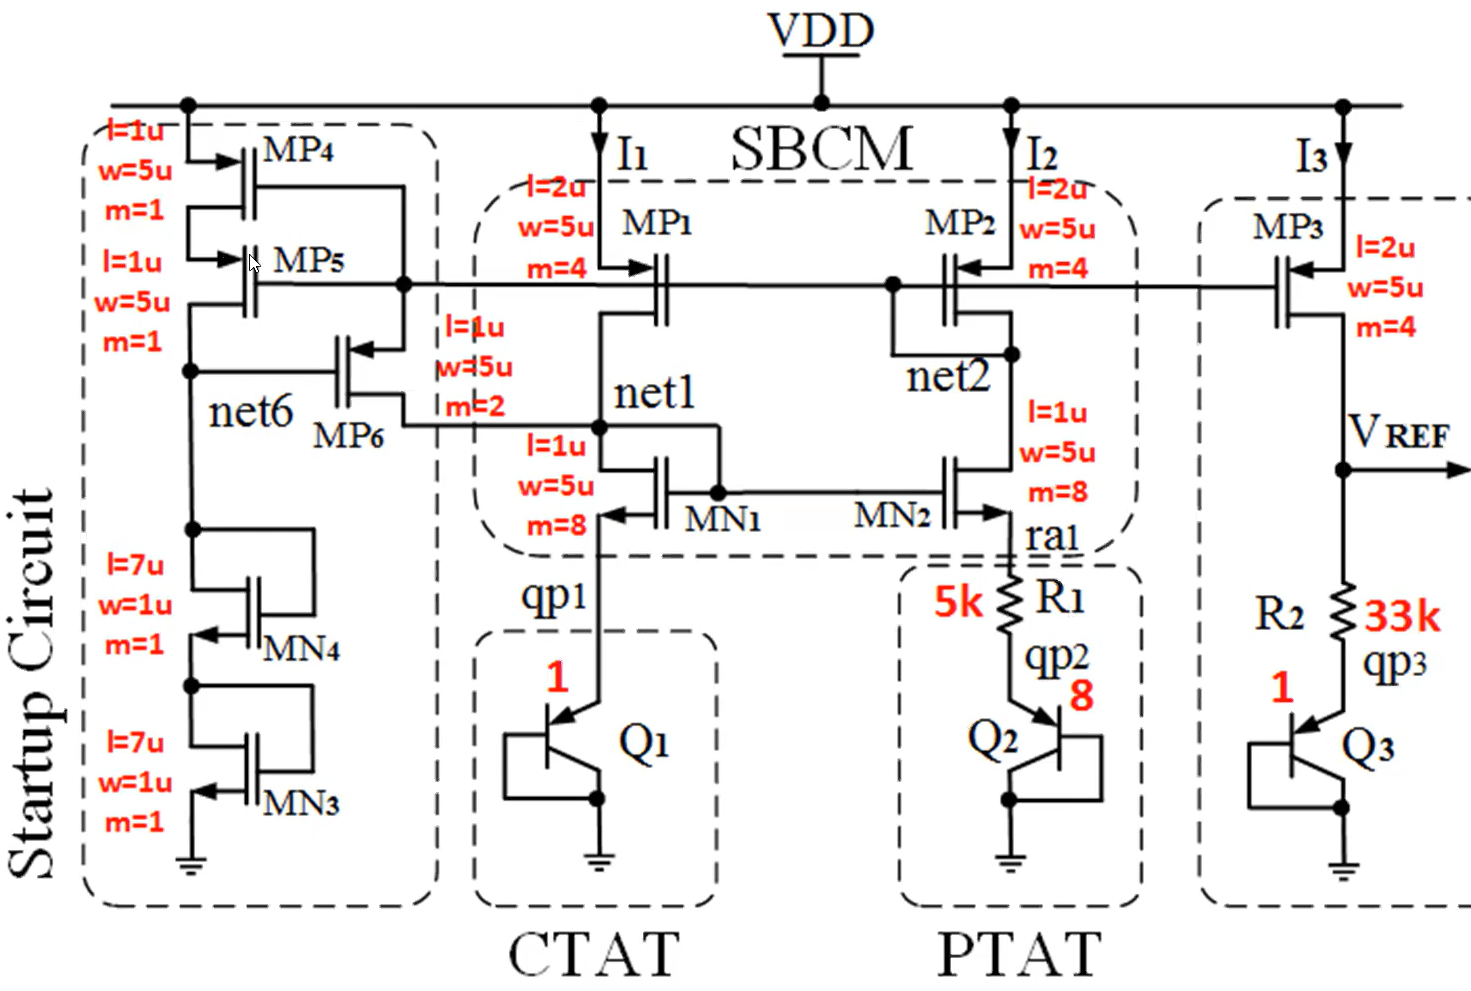 VDD
SBCM
I1
I2
I3
l=1u
w=5u
m=1
MP4
l=1u
w=5u
m=1
MP5
l=2u
w=5u
m=4
MP1
MP2
l=2u
w=5u
m=4
MP3
l=2u
w=5u
m=4
l=1u
w=5u
m=2
MP6
net6
net1
net2
l=1u
w=5u
m=8
MN1
MN2
l=1u
w=5u
m=8
VREF
ra1
qp1
5k
R1
qp2
R2
33k
qp3
l=7u
w=1u
m=1
MN4
l=7u
w=1u
m=1
MN3
1
Q1
8
Q2
1
Q3
Startup Circuit
CTAT
PTAT